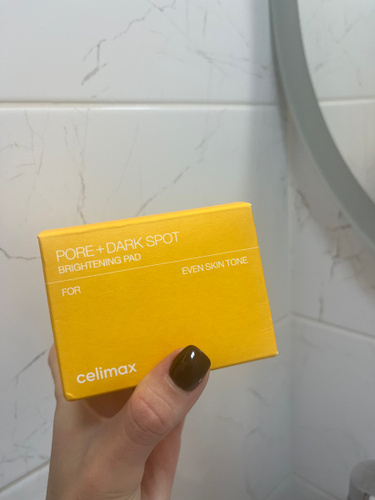 PORE+DARK SPOT
BRIGHTENING PAD
FOR
EVEN SKIN TONE
celimax